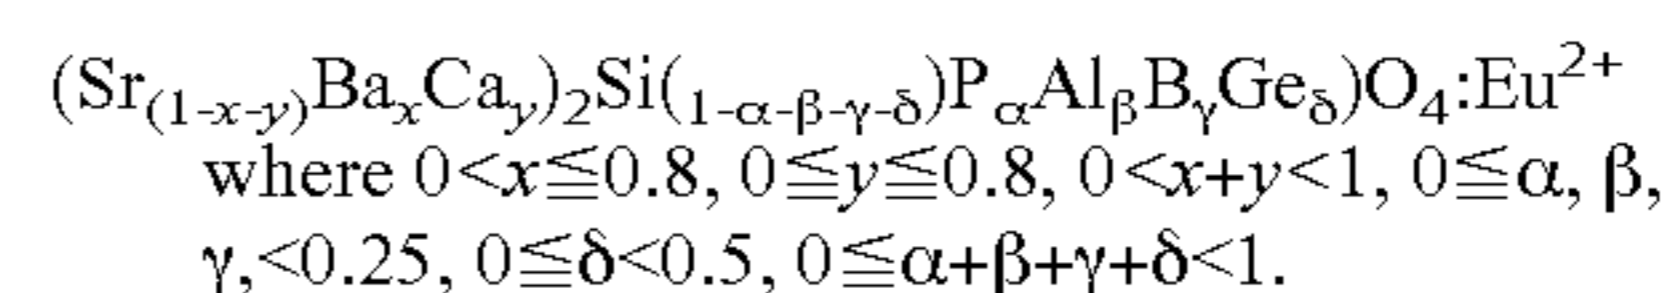 (Sr₍₁₋ₓ₋ᵧ₎BaₓCaᵧ)₂Si(₁₋α₋β₋γ₋δ)PαAlβBγGeδ)O₄:Eu²⁺
where 0<x≦0.8, 0≦y≦0.8, 0<x+y<1, 0≦α, β,
γ,<0.25, 0≦δ<0.5, 0≦α+β+γ+δ<1.